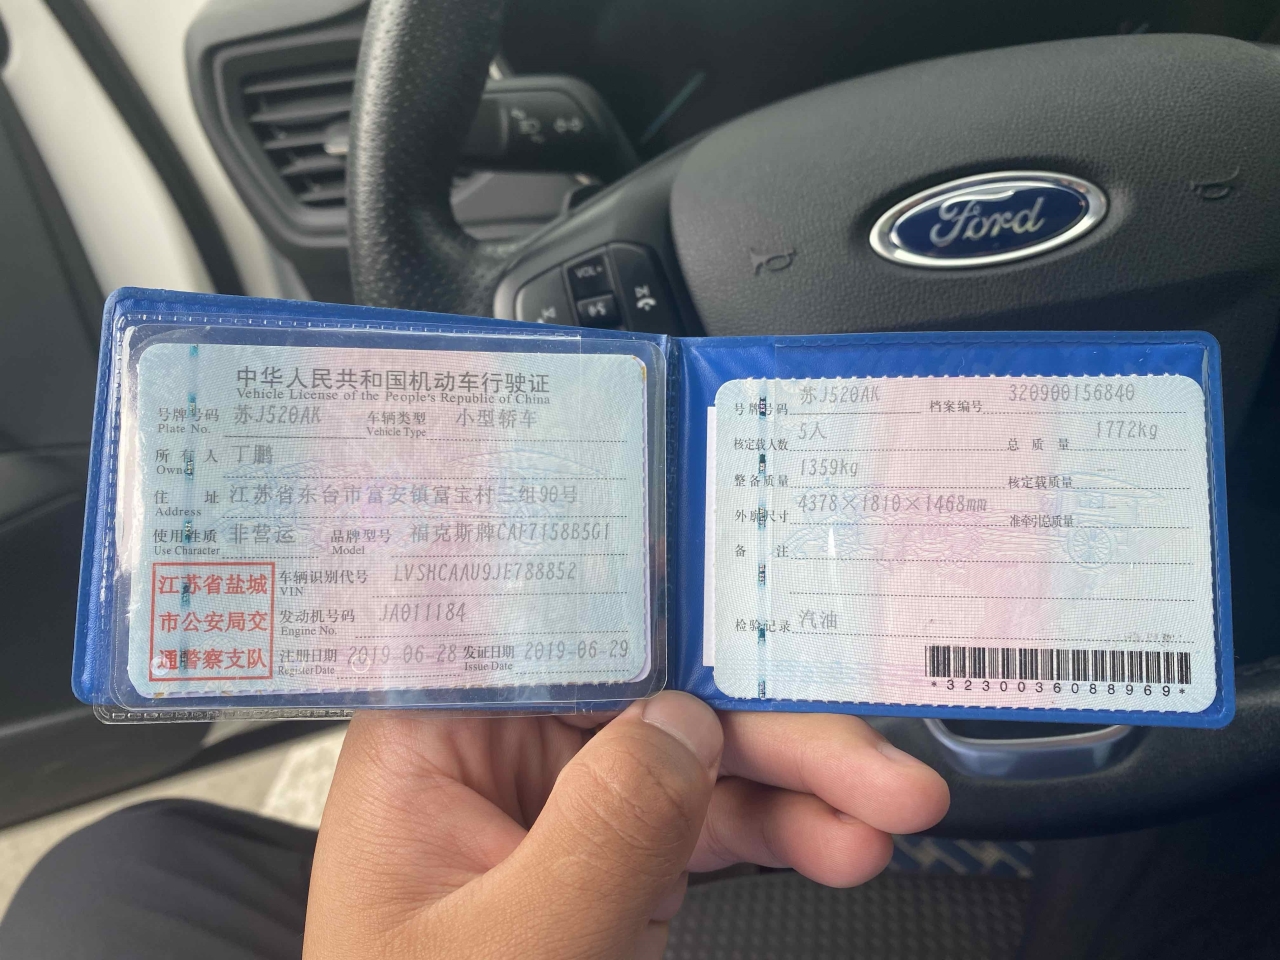 Ford
VOL+
中华人民共和国机动车行驶证
Vehicle License of the People's Republic of China
号牌号码 苏J520AK 车辆类型 小型轿车
Plate No. Vehicle Type
所有人 丁鹏
Owner
住址 江苏省东台市富安镇富宝村三组90号
Address
使用性质 非营运 品牌型号 福克斯牌CAF7158B5G1
Use Character Model
江苏省盐城
市公安局交
通警察支队
车辆识别代号 LVSHCAAU9JF788852
VIN
发动机号码 JA011184
Engine No.
注册日期 2019-06-28 发证日期 2019-06-29
Register Date Issue Date
号牌号码 苏J520AK 档案编号 320900156840
核定载人数 5人 总质量 1772kg
整备质量 1359kg 核定载质量
外廓尺寸 4378×1810×1468mm 准牵引总质量
备注
检验记录 汽油
*3230036088969*